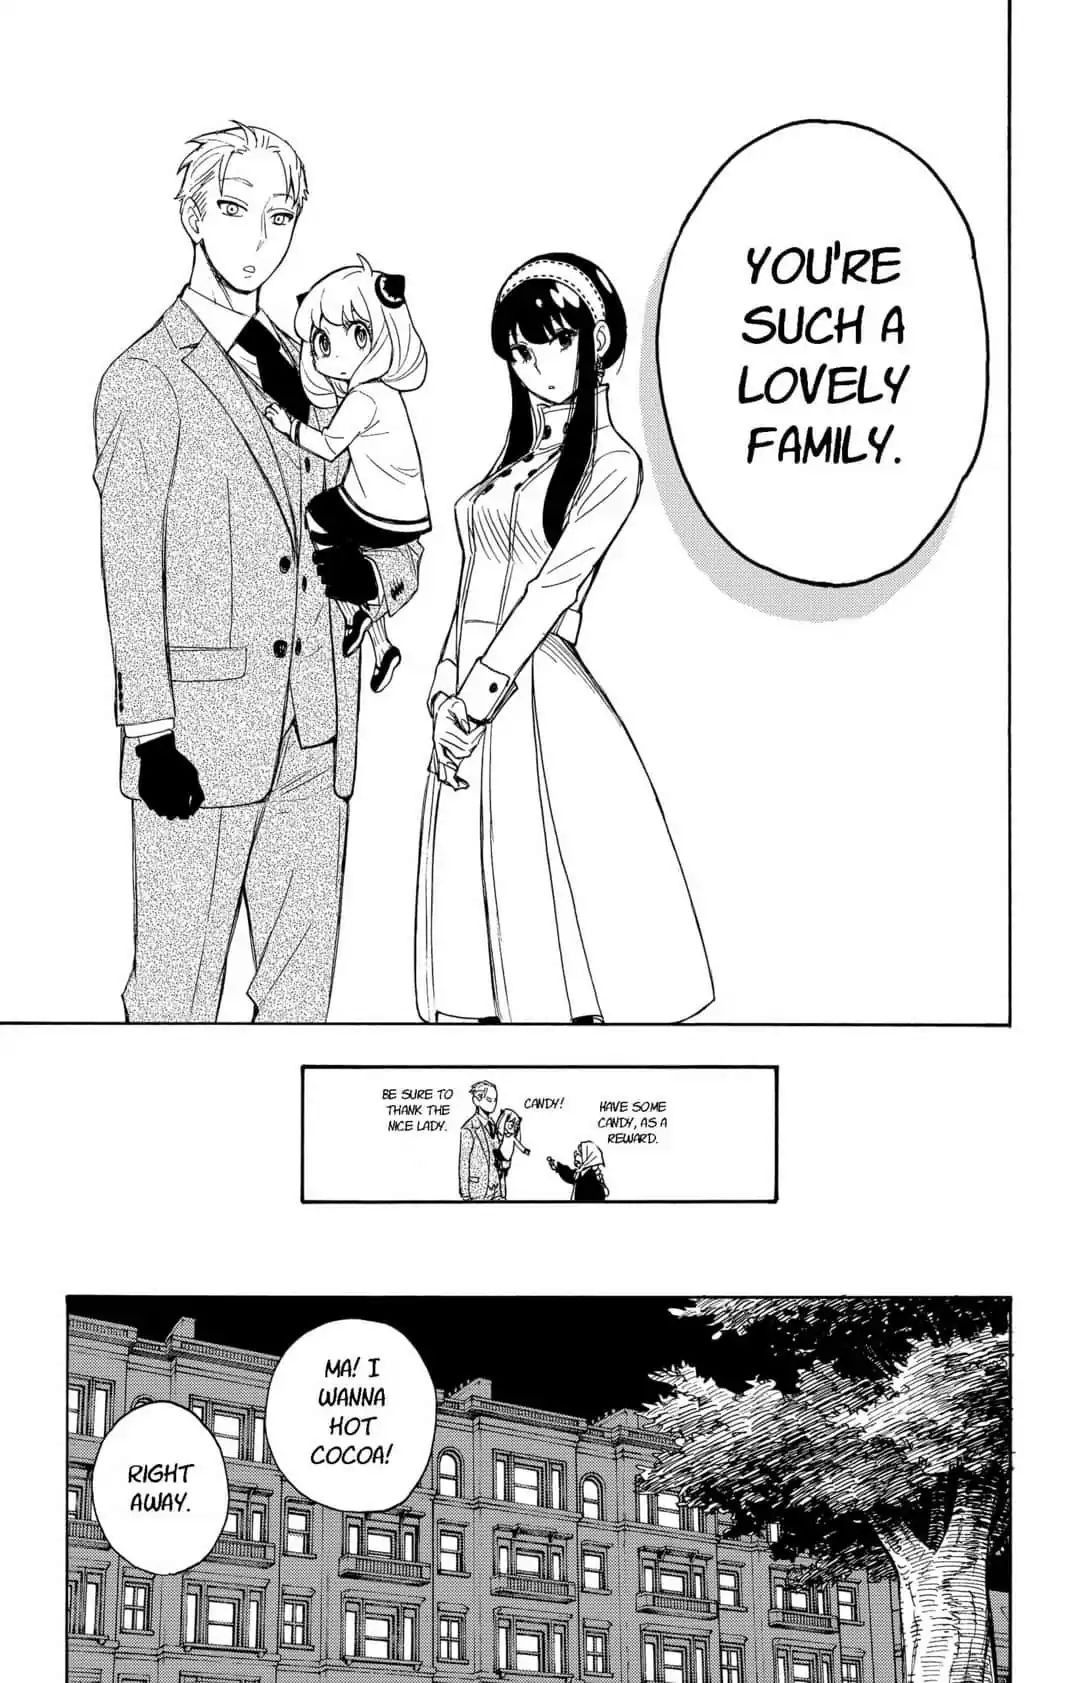 YOU'RE
SUCH A
LOVELY
FAMILY.
HAVE SOME
CANDY, AS A
REWARD.
CANDY!
BE SURE TO
THANK THE
NICE LADY.
MA! I
WANNA
HOT
COCOA!
RIGHT
AWAY.